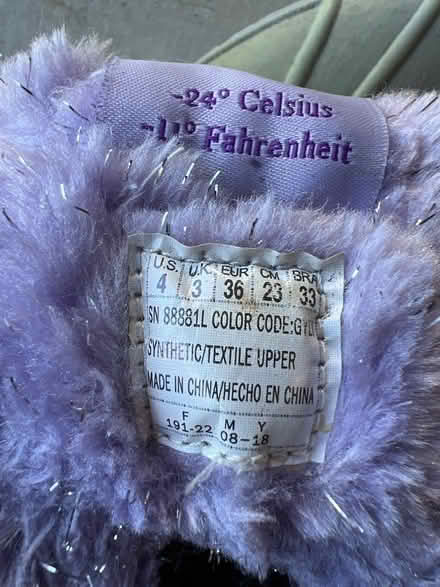 -24° Celsius
-11° Fahrenheit
U.S. U.K. EUR CM BRA
4 3 36 23 33
SN 88881L COLOR CODE:
SYNTHETIC/TEXTILE UPPER
MADE IN CHINA/HECHO EN CHINA
F M Y
191-22 08-18